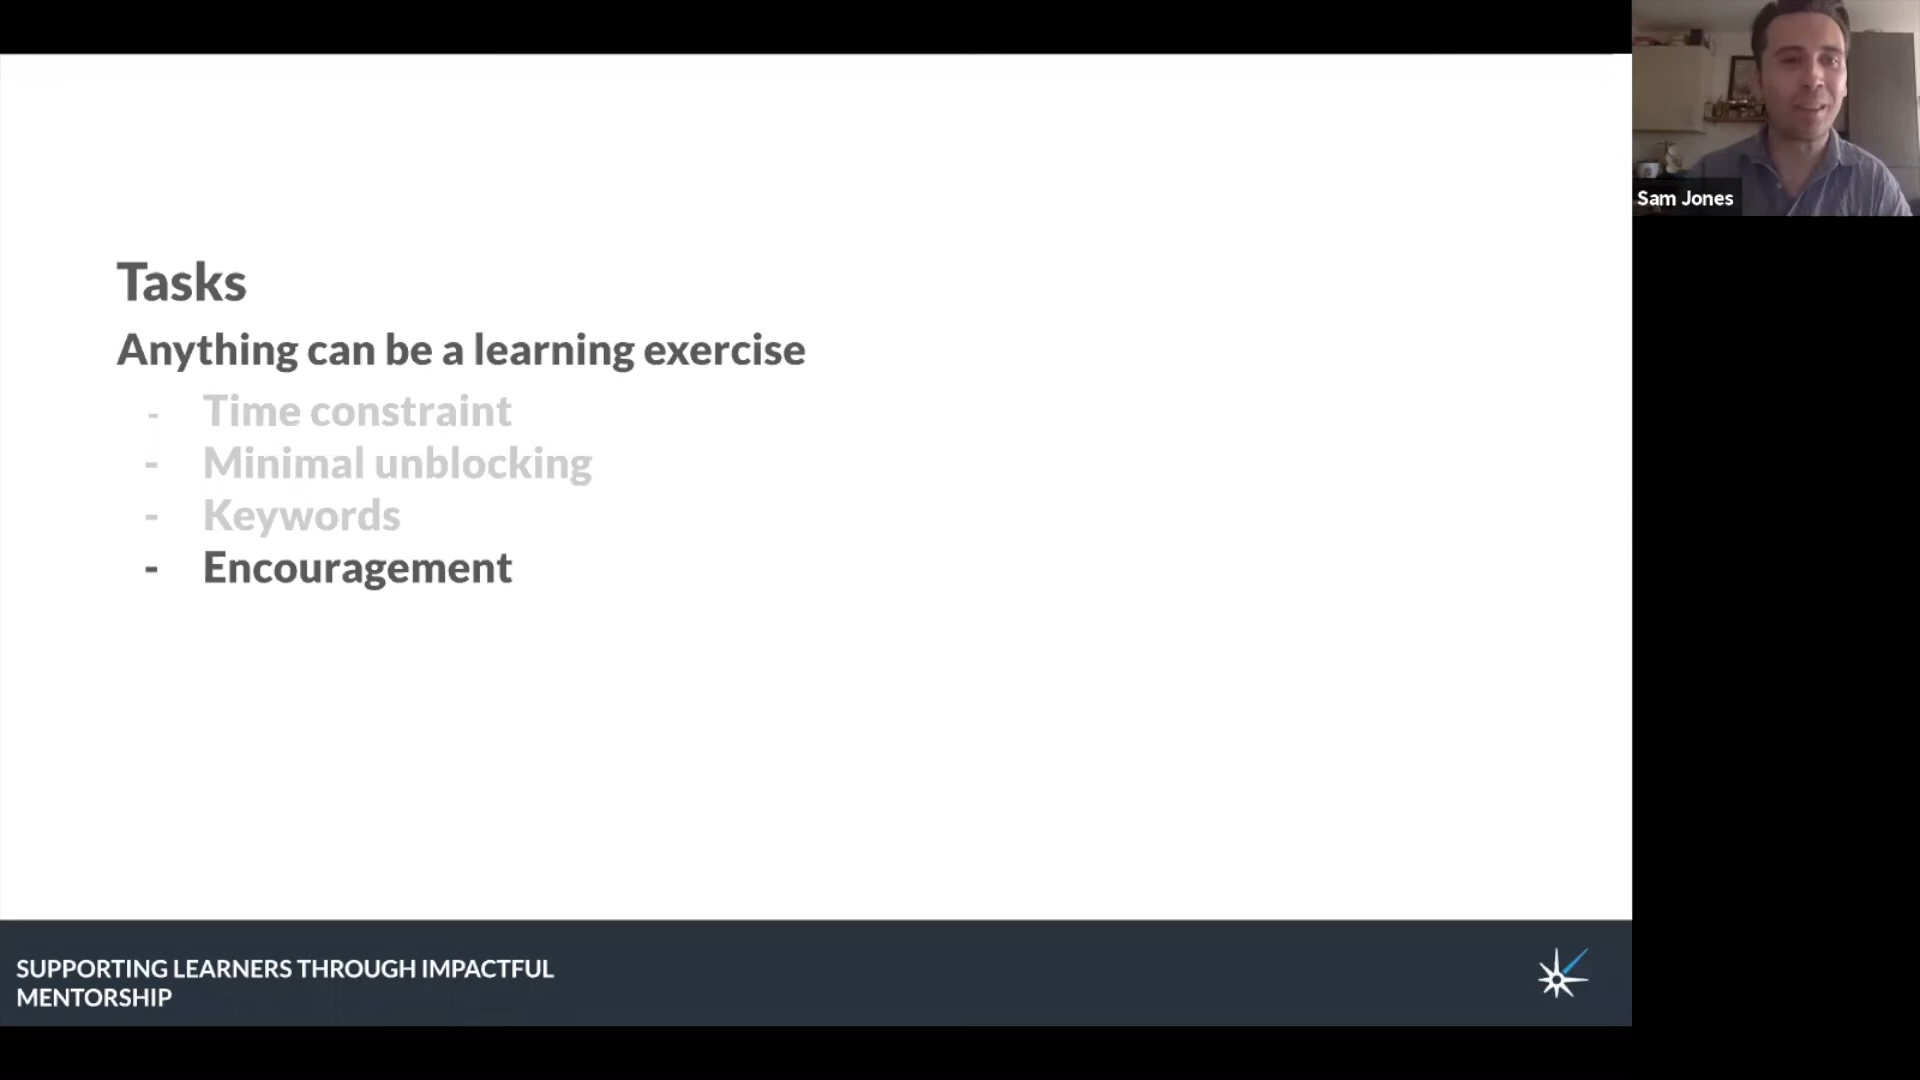 Tasks
Anything can be a learning exercise
- Time constraint
- Minimal unblocking
- Keywords
- Encouragement
SUPPORTING LEARNERS THROUGH IMPACTFUL
MENTORSHIP
Sam Jones